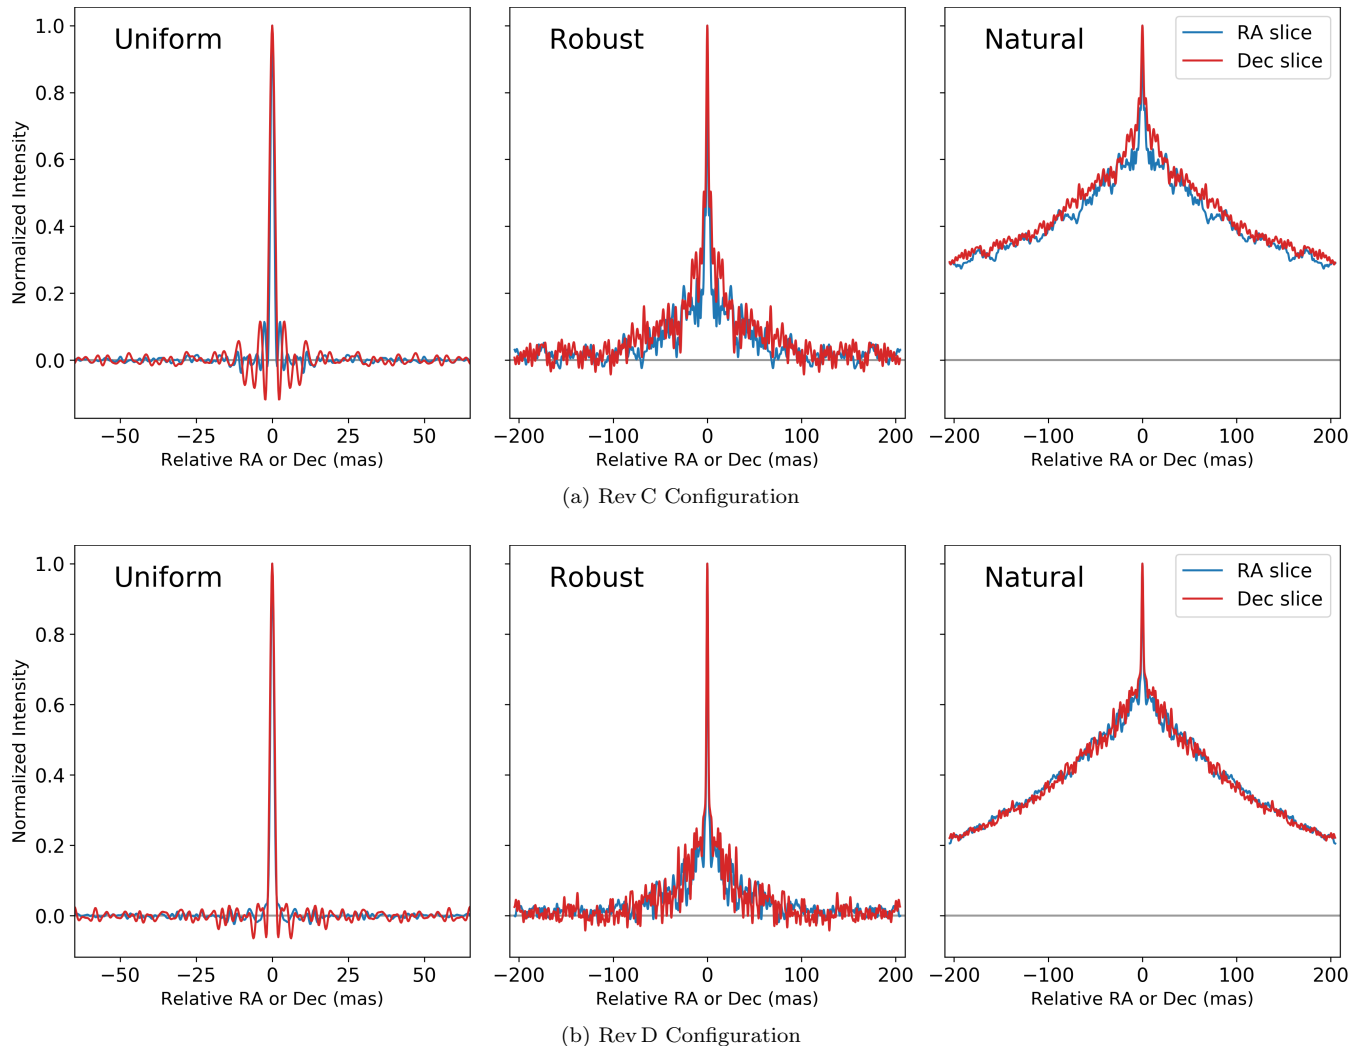 Uniform
Robust
Natural
RA slice
Dec slice
1.0
0.8
0.6
0.4
0.2
0.0
Normalized Intensity
−50 −25 0 25 50
−200 −100 0 100 200
−200 −100 0 100 200
Relative RA or Dec (mas)
Relative RA or Dec (mas)
Relative RA or Dec (mas)
(a) Rev C Configuration
Uniform
Robust
Natural
RA slice
Dec slice
1.0
0.8
0.6
0.4
0.2
0.0
Normalized Intensity
−50 −25 0 25 50
−200 −100 0 100 200
−200 −100 0 100 200
Relative RA or Dec (mas)
Relative RA or Dec (mas)
Relative RA or Dec (mas)
(b) Rev D Configuration